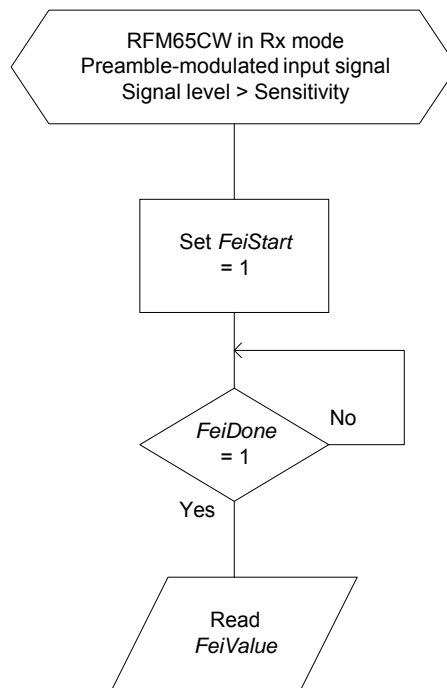 RFM65CW in Rx mode
Preamble-modulated input signal
Signal level > Sensitivity
Set FeiStart
= 1
FeiDone
= 1
No
Yes
Read
FeiValue